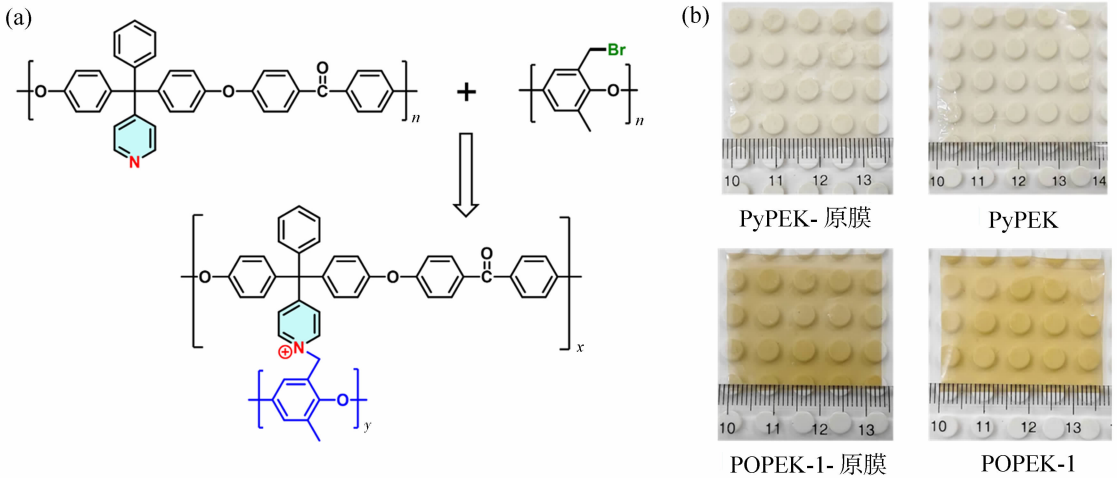 (a)
Br
O
O
O
n
+
O
n
N
O
O
O
x
N
⊕
O
y
(b)
10 11 12 13
PyPEK-原膜
10 11 12 13 14
PyPEK
10 11 12 13
POPEK-1-原膜
10 11 12 13
POPEK-1